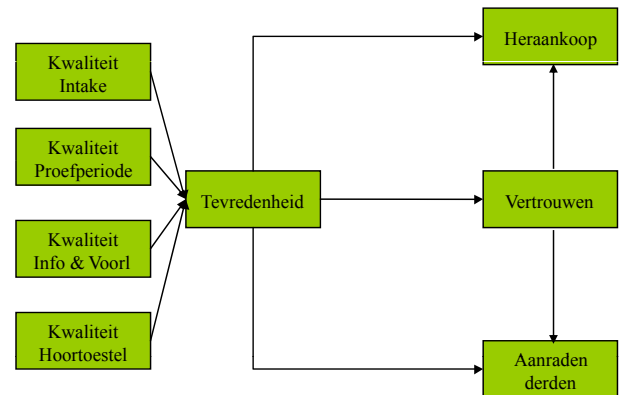 Kwaliteit
Intake
Kwaliteit
Proefperiode
Kwaliteit
Info & Voorl
Kwaliteit
Hoortoestel
Tevredenheid
Heraankoop
Vertrouwen
Aanraden
derden